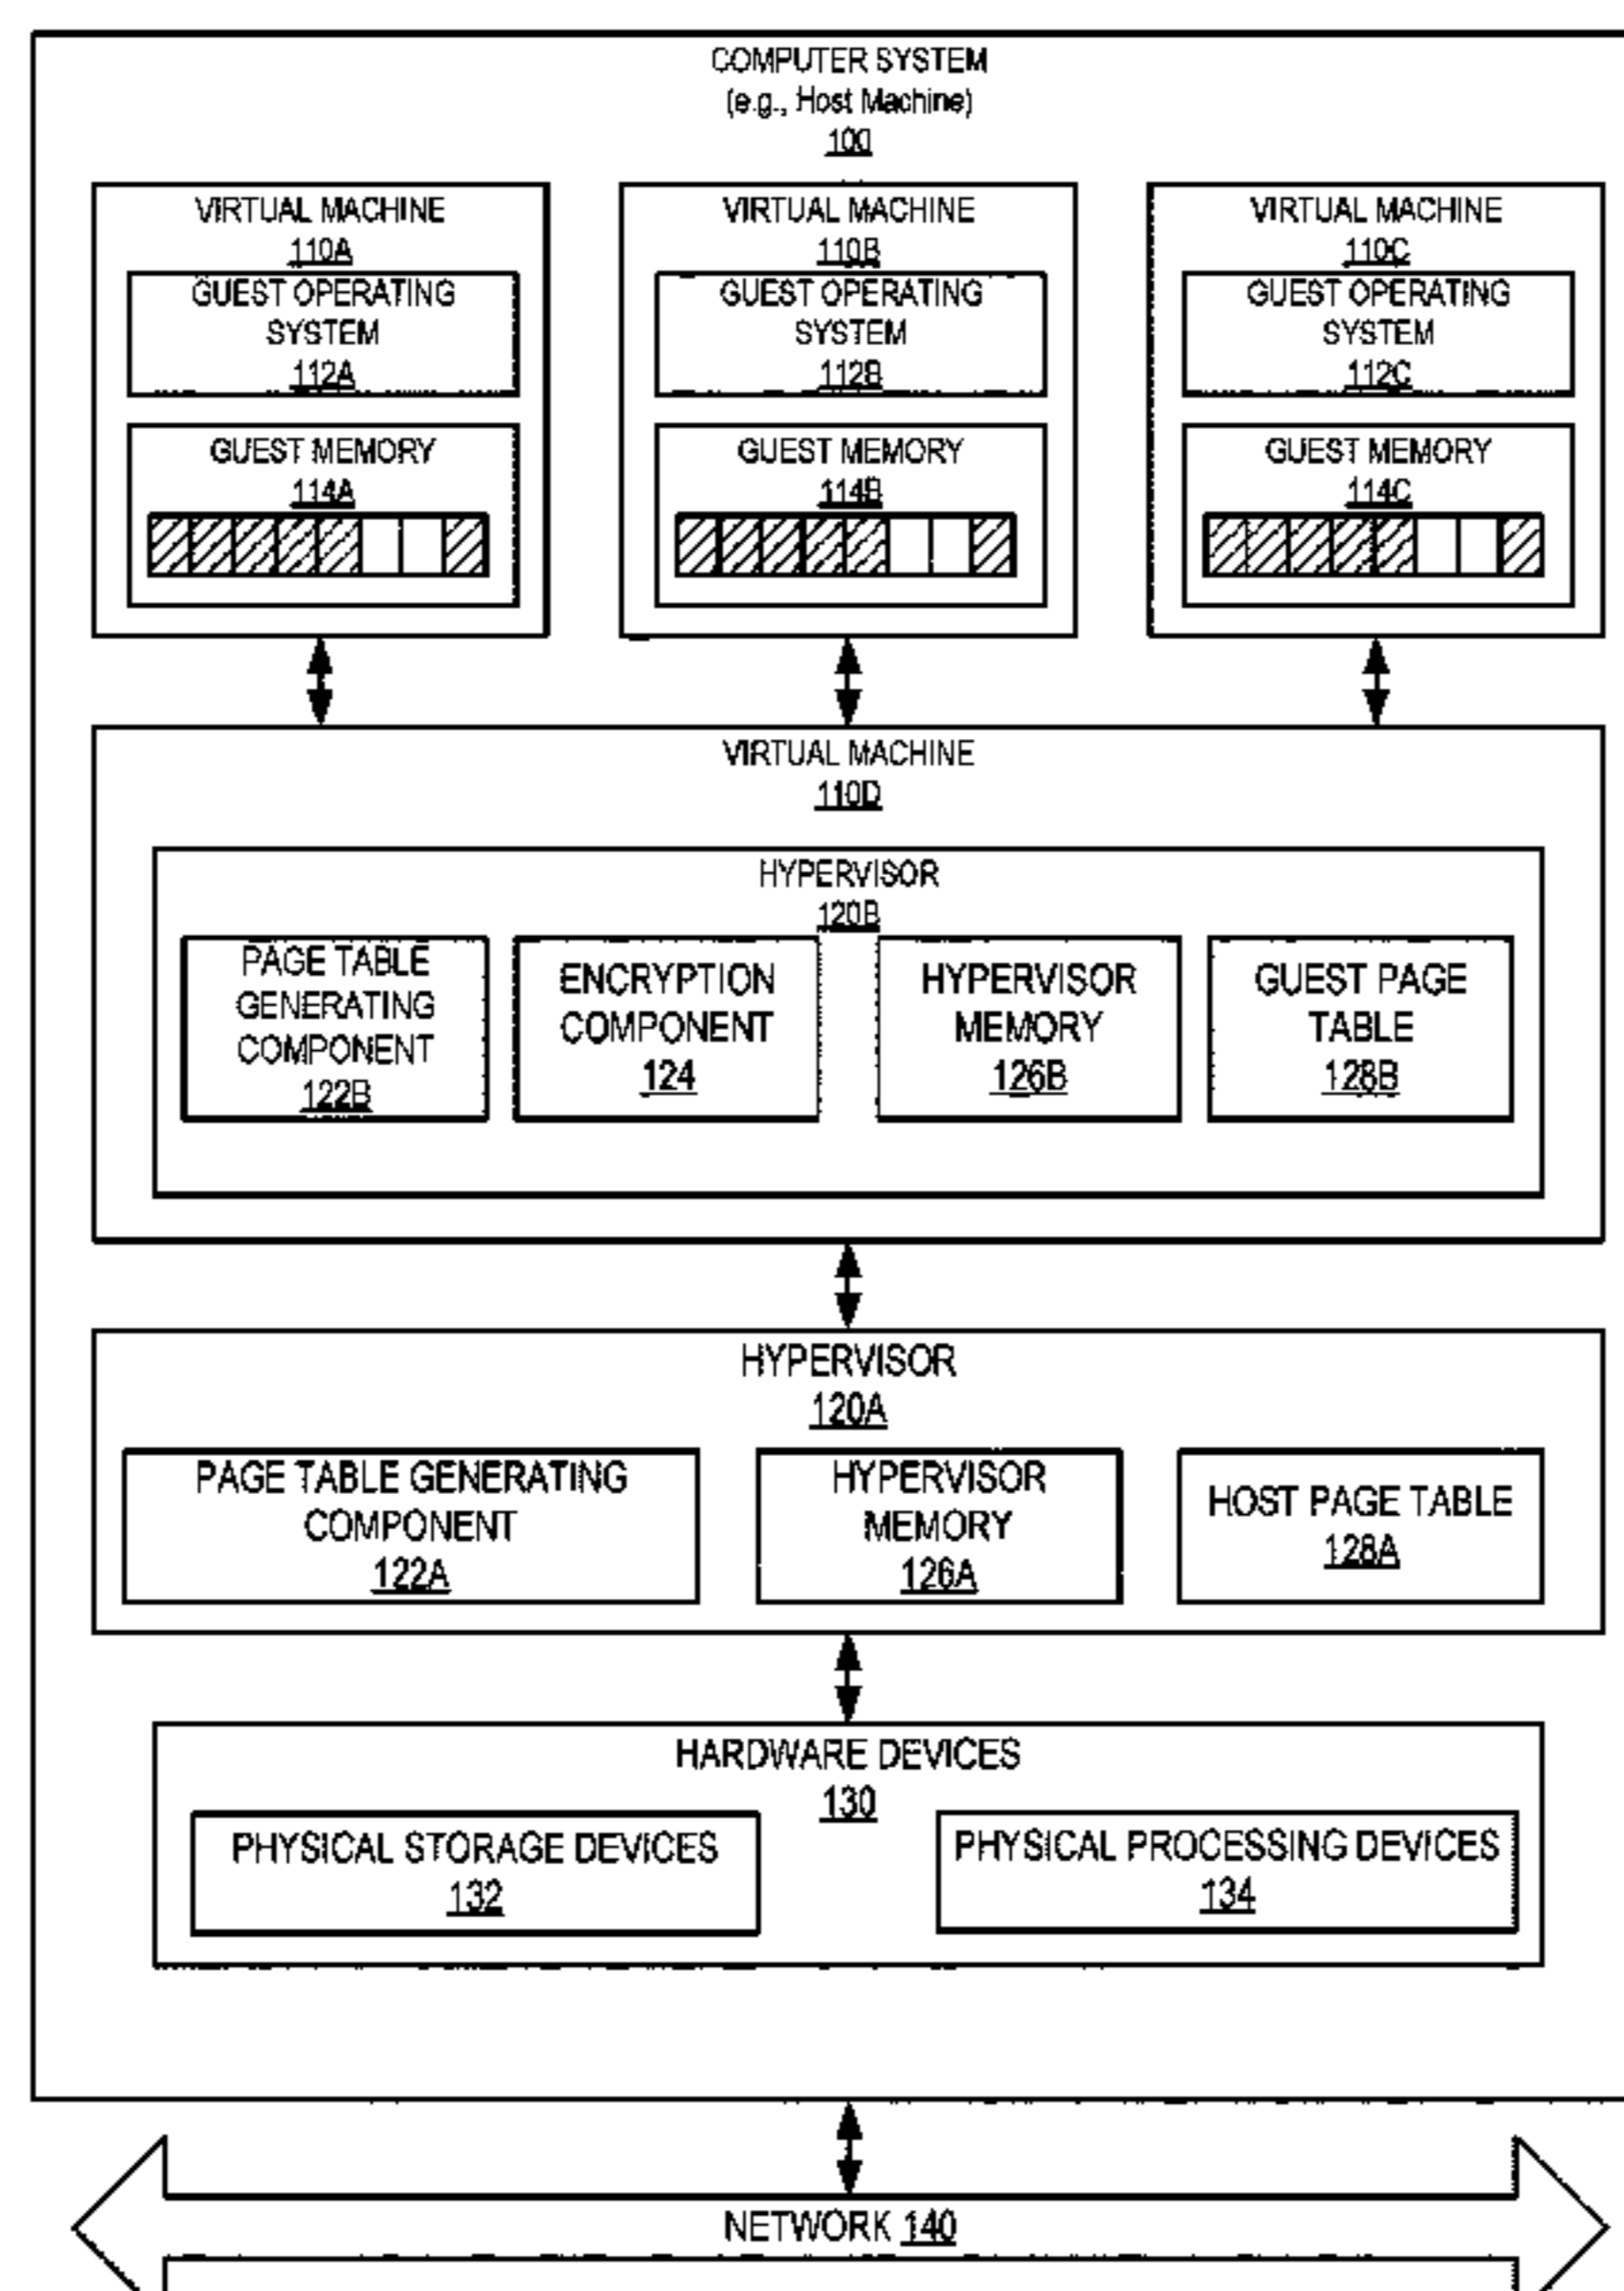 COMPUTER SYSTEM
(e.g., Host Machine)
100
VIRTUAL MACHINE
110A
GUEST OPERATING
SYSTEM
112A
GUEST MEMORY
114A
VIRTUAL MACHINE
110B
GUEST OPERATING
SYSTEM
112B
GUEST MEMORY
114B
VIRTUAL MACHINE
110C
GUEST OPERATING
SYSTEM
112C
GUEST MEMORY
114C
VIRTUAL MACHINE
110D
HYPERVISOR
120B
PAGE TABLE
GENERATING
COMPONENT
122B
ENCRYPTION
COMPONENT
124
HYPERVISOR
MEMORY
126B
GUEST PAGE
TABLE
128B
HYPERVISOR
120A
PAGE TABLE GENERATING
COMPONENT
122A
HYPERVISOR
MEMORY
126A
HOST PAGE TABLE
128A
HARDWARE DEVICES
130
PHYSICAL STORAGE DEVICES
132
PHYSICAL PROCESSING DEVICES
134
NETWORK 140